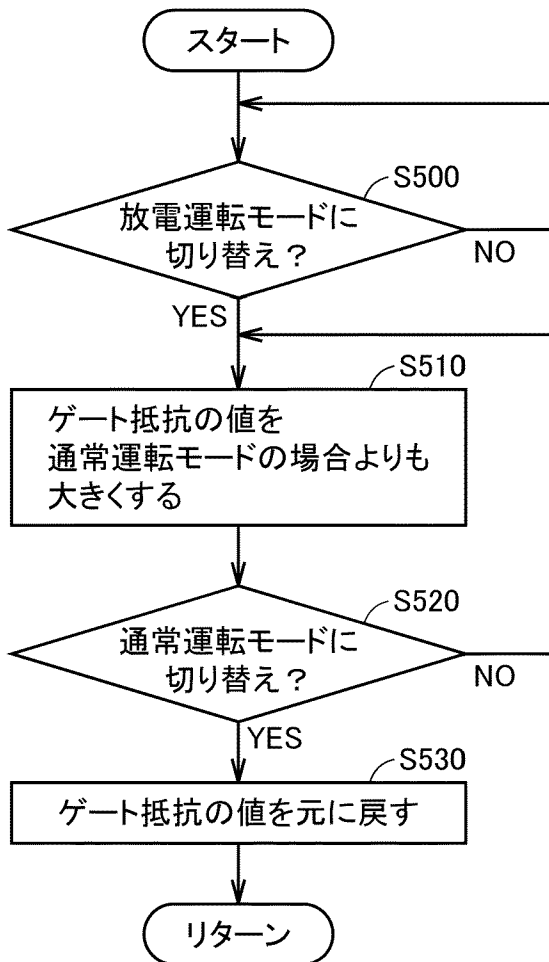 スタート
S500
放電運転モードに
切り替え？
NO
YES
S510
ゲート抵抗の値を
通常運転モードの場合よりも
大きくする
S520
通常運転モードに
切り替え？
NO
YES
S530
ゲート抵抗の値を元に戻す
リターン